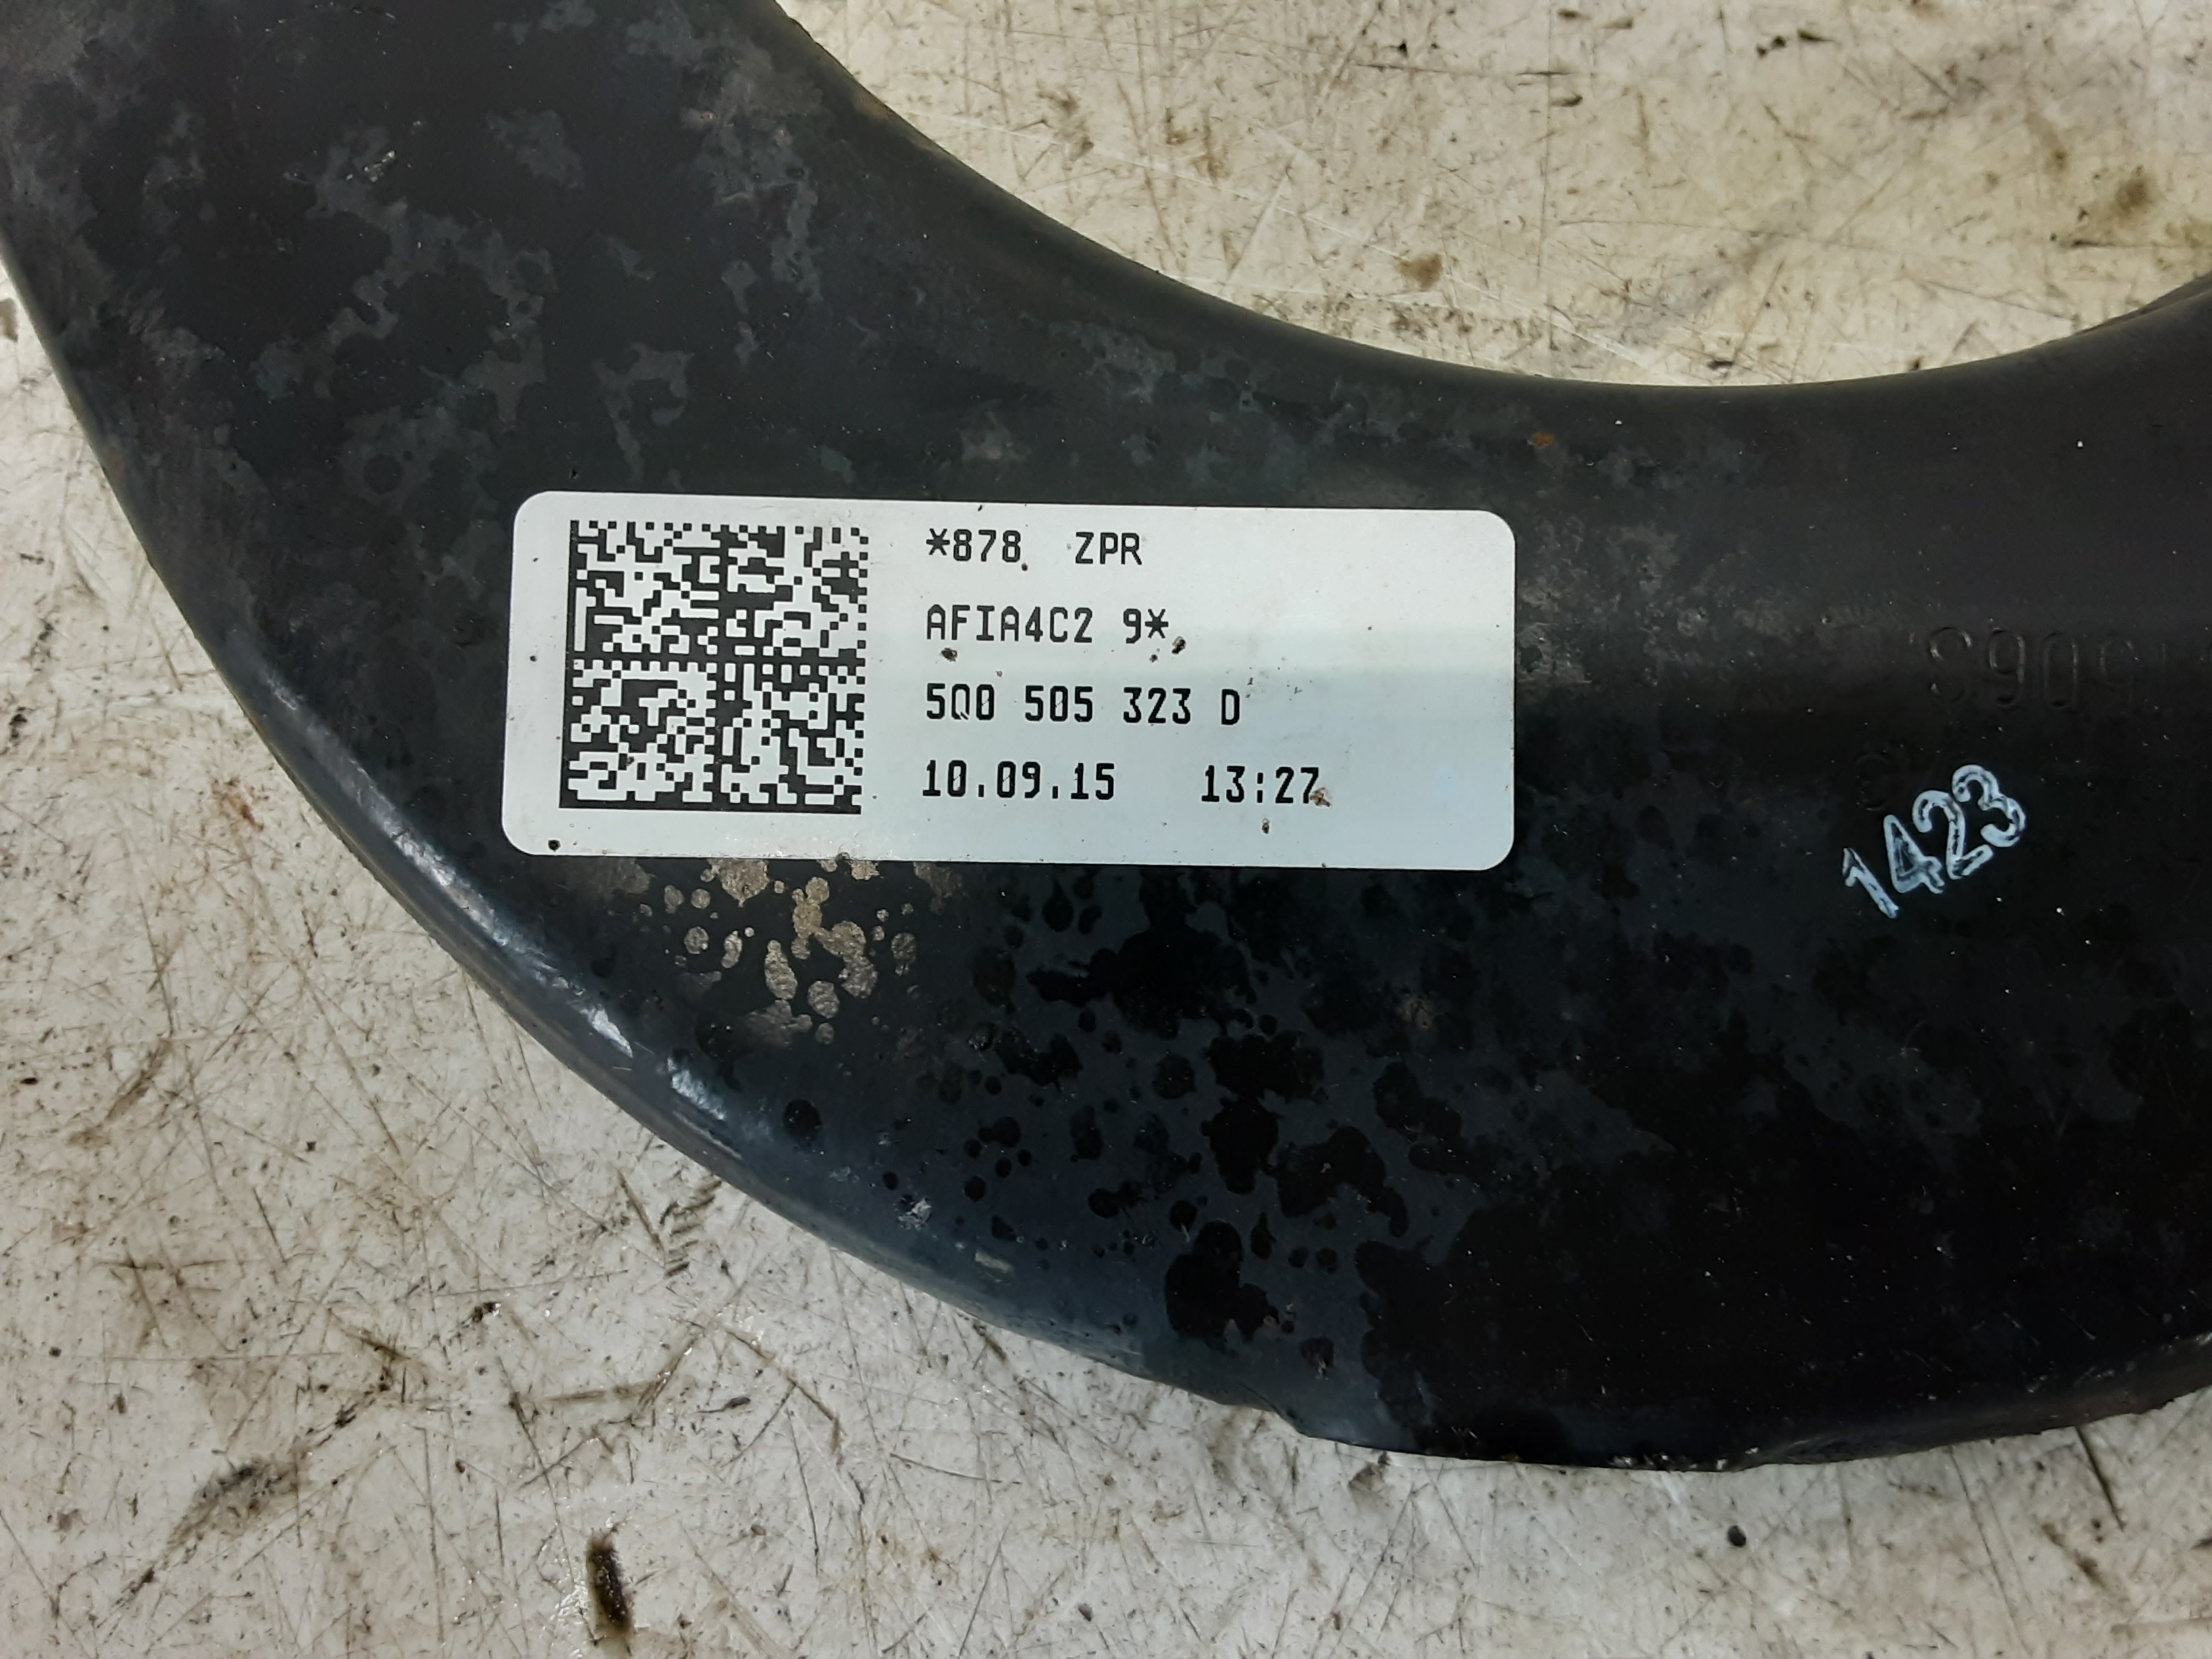 *878 ZPR
AFIA4C2 9*
5Q0 505 323 D
10.09.15 13:27
1423